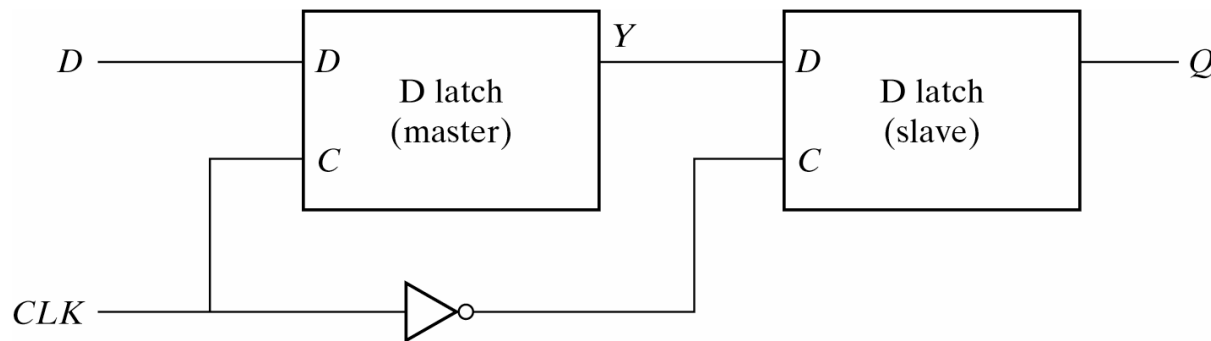 Y
D
D
D latch
(master)
C
D
D latch
(slave)
C
Q
CLK